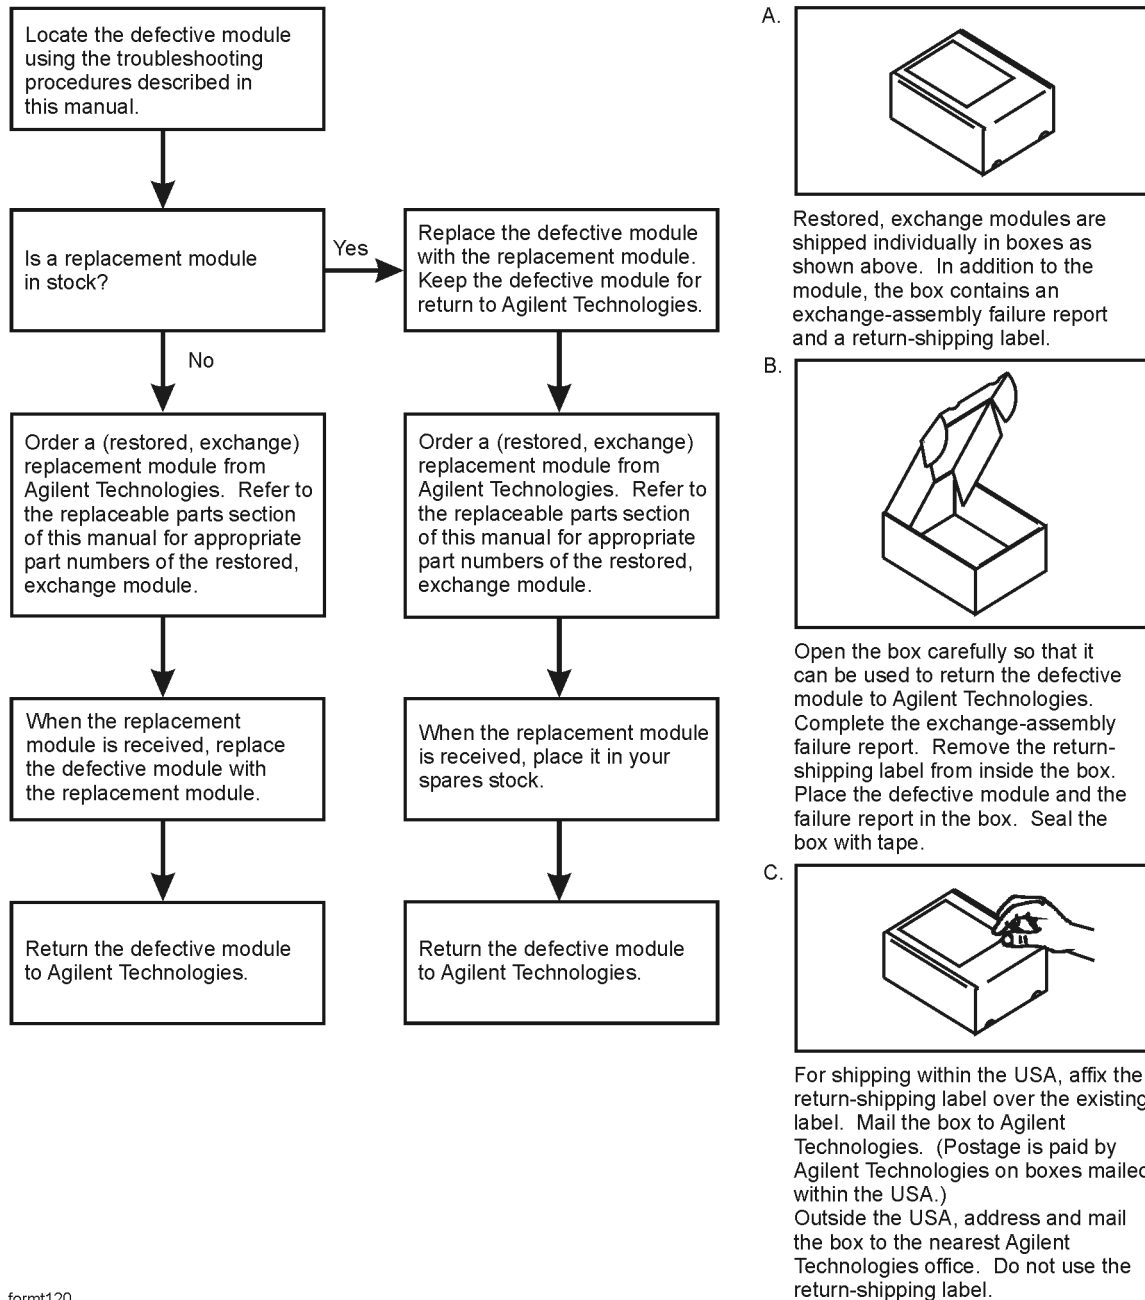 Locate the defective module
using the troubleshooting
procedures described in
this manual.
Is a replacement module
in stock?
Yes
No
Replace the defective module
with the replacement module.
Keep the defective module for
return to Agilent Technologies.
Order a (restored, exchange)
replacement module from
Agilent Technologies. Refer to
the replaceable parts section
of this manual for appropriate
part numbers of the restored,
exchange module.
Order a (restored, exchange)
replacement module from
Agilent Technologies. Refer to
the replaceable parts section
of this manual for appropriate
part numbers of the restored,
exchange module.
When the replacement
module is received, replace
the defective module with
the replacement module.
When the replacement module
is received, place it in your
spares stock.
Return the defective module
to Agilent Technologies.
Return the defective module
to Agilent Technologies.
A.
Restored, exchange modules are
shipped individually in boxes as
shown above. In addition to the
module, the box contains an
exchange-assembly failure report
and a return-shipping label.
B.
Open the box carefully so that it
can be used to return the defective
module to Agilent Technologies.
Complete the exchange-assembly
failure report. Remove the return-
shipping label from inside the box.
Place the defective module and the
failure report in the box. Seal the
box with tape.
C.
For shipping within the USA, affix the
return-shipping label over the existing
label. Mail the box to Agilent
Technologies. (Postage is paid by
Agilent Technologies on boxes mailed
within the USA.)
Outside the USA, address and mail
the box to the nearest Agilent
Technologies office. Do not use the
return-shipping label.
formt120